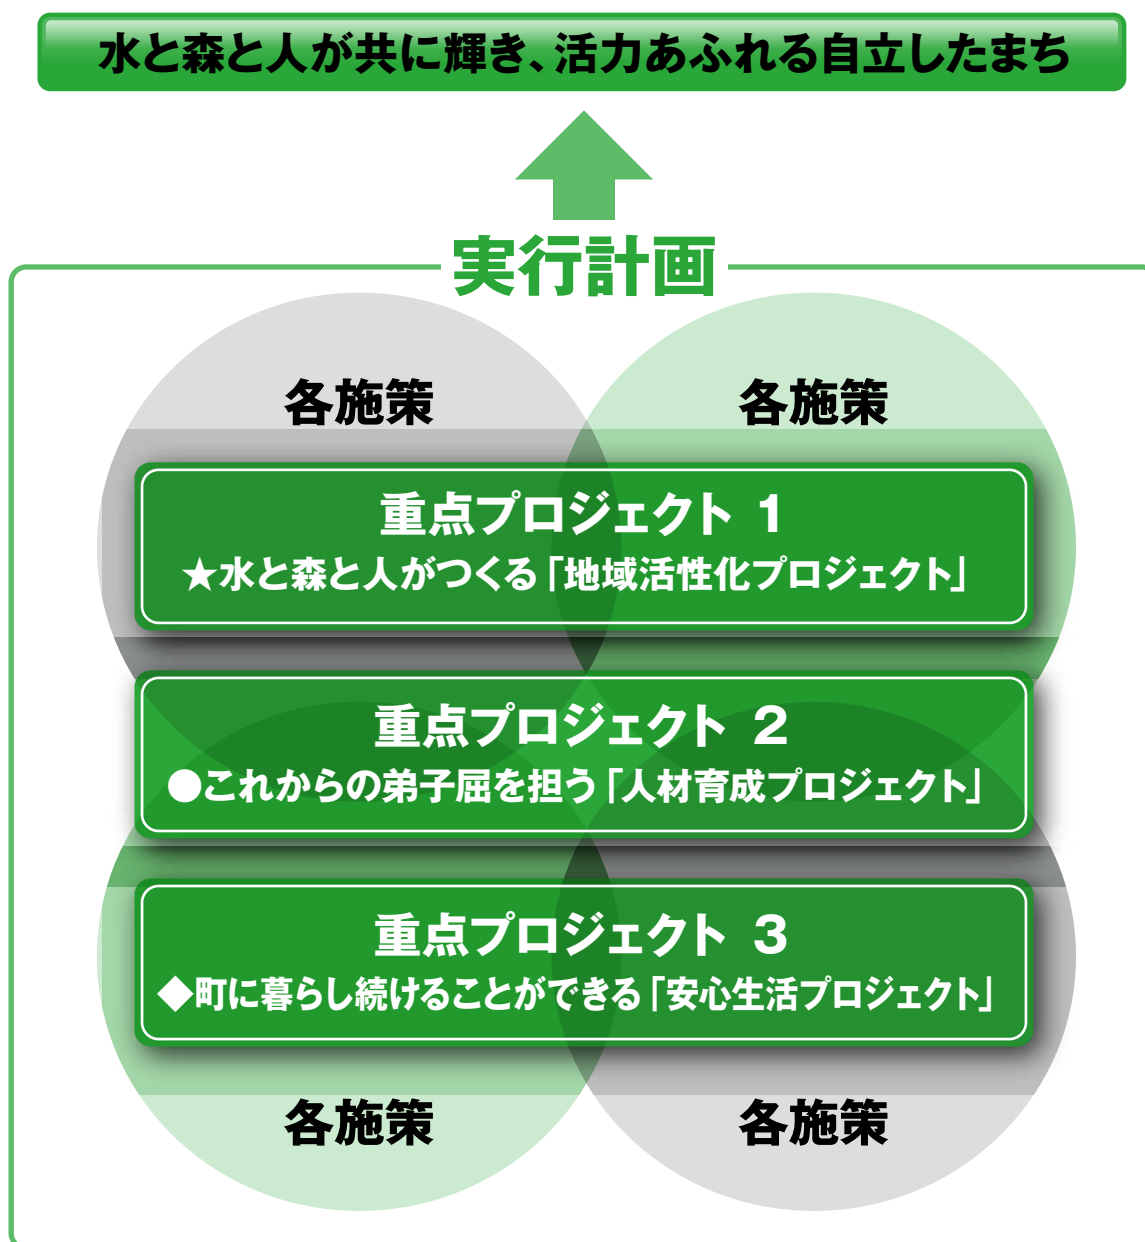 水と森と人が共に輝き、活力あふれる自立したまち
実行計画
各施策 各施策
重点プロジェクト 1
★水と森と人がつくる「地域活性化プロジェクト」
重点プロジェクト 2
●これからの弟子屈を担う「人材育成プロジェクト」
重点プロジェクト 3
◆町に暮らし続けることができる「安心生活プロジェクト」
各施策 各施策